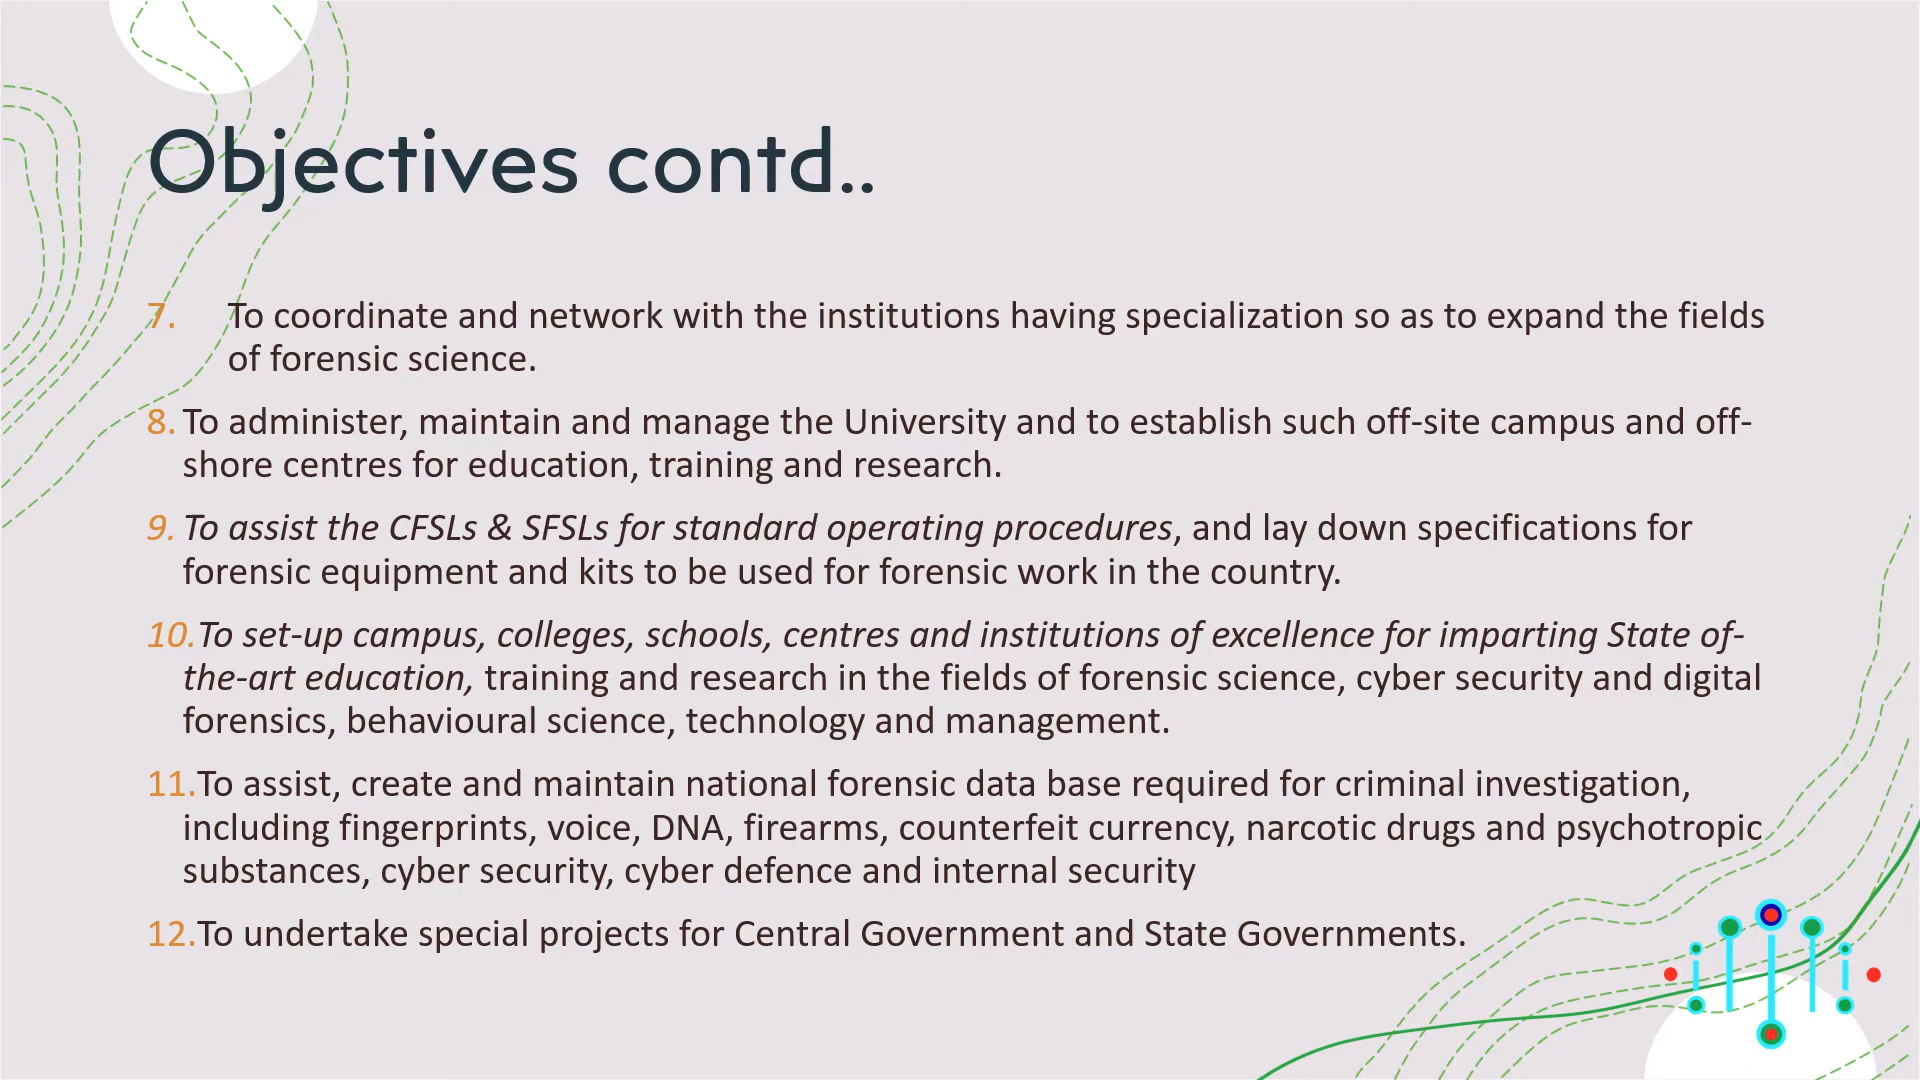 Objectives contd..
7. To coordinate and network with the institutions having specialization so as to expand the fields
of forensic science.
8. To administer, maintain and manage the University and to establish such off-site campus and off-
shore centres for education, training and research.
9. To assist the CFSLs & SFSLs for standard operating procedures, and lay down specifications for
forensic equipment and kits to be used for forensic work in the country.
10.To set-up campus, colleges, schools, centres and institutions of excellence for imparting State of-
the-art education, training and research in the fields of forensic science, cyber security and digital
forensics, behavioural science, technology and management.
11.To assist, create and maintain national forensic data base required for criminal investigation,
including fingerprints, voice, DNA, firearms, counterfeit currency, narcotic drugs and psychotropic
substances, cyber security, cyber defence and internal security
12.To undertake special projects for Central Government and State Governments.